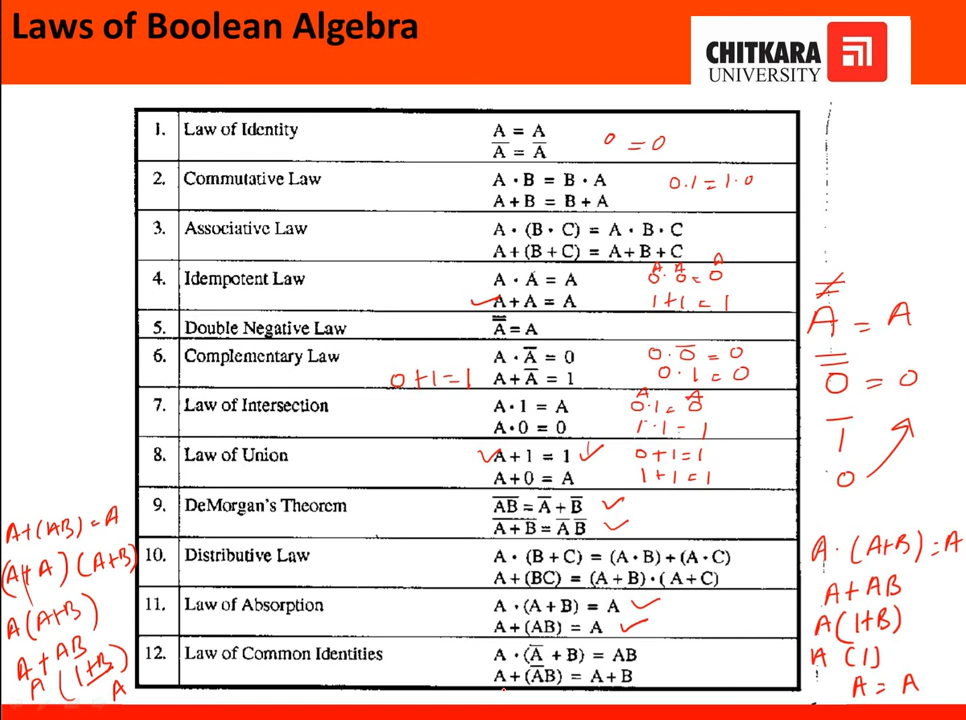 Laws of Boolean Algebra
CHITKARA
UNIVERSITY
1. Law of Identity A = A
A̅ = A̅
0 = 0
2. Commutative Law A · B = B · A
A + B = B + A
0.1 = 1.0
3. Associative Law A · (B · C) = A · B · C
A + (B + C) = A + B + C
4. Idempotent Law A · A = A
A + A = A
A A A
0. 0 = 0
1 + 1 = 1
5. Double Negative Law A̿ = A
6. Complementary Law A · A̅ = 0
A + A̅ = 1
0 + 1 = 1
0. 0̅ = 0
0. 1 = 0
7. Law of Intersection A · 1 = A
A · 0 = 0
A A
0.1 = 0
1.1 = 1
8. Law of Union A + 1 = 1
A + 0 = A
0 + 1 = 1
1 + 1 = 1
9. DeMorgan's Theorem A̅B̅ = A̅ + B̅
A̅ ̅+̅ ̅B̅ = A̅ B̅
10. Distributive Law A · (B + C) = (A · B) + (A · C)
A + (BC) = (A + B) · (A + C)
11. Law of Absorption A · (A + B) = A
A + (AB) = A
12. Law of Common Identities A · (A̅ + B) = AB
A + (A̅B) = A + B
A̿ = A
0̿ = 0
1̅
0
A+(AB) = A
(A+A) (A+B)
A (A+B)
A + AB
A (1+B)
A
A · (A+B) = A
A + AB
A (1+B)
A (1)
A = A